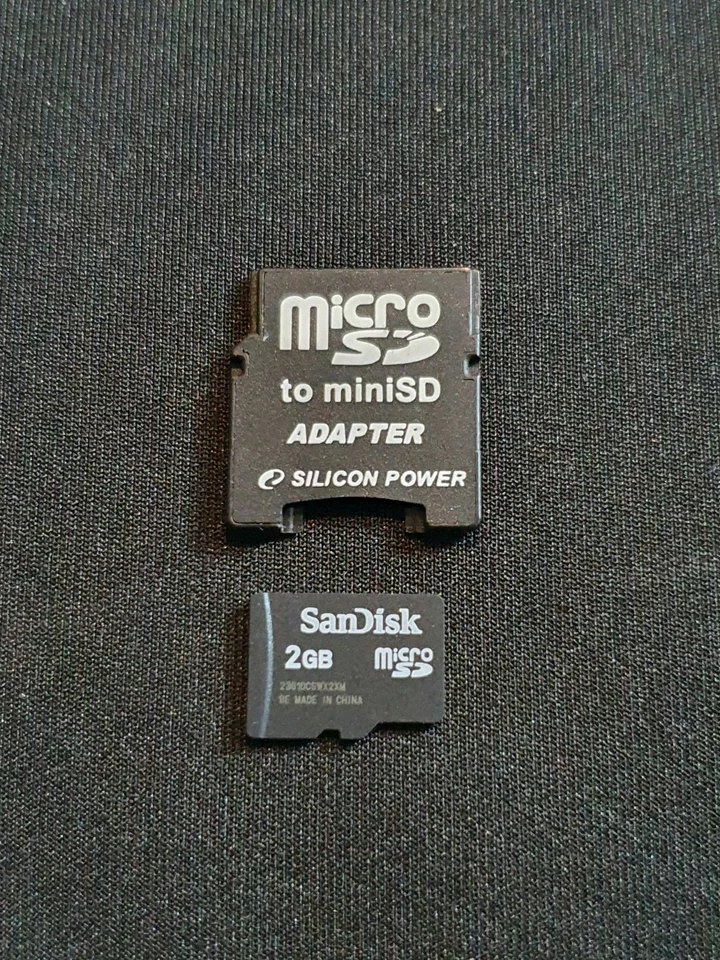 micro
SD
to miniSD
ADAPTER
SILICON POWER
SanDisk
2GB micro
SD
BE MADE IN CHINA